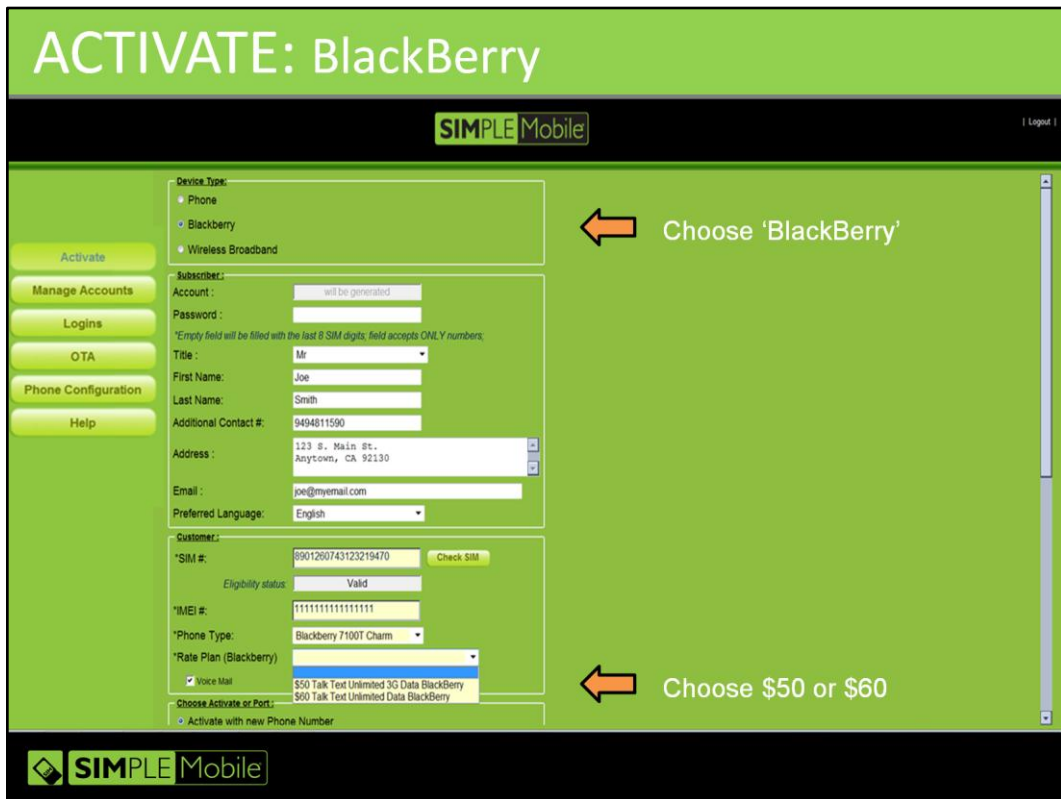 ACTIVATE: BlackBerry
SIMPLE Mobile
| Logout |
Activate
Manage Accounts
Logins
OTA
Phone Configuration
Help
Device Type:
Phone
Blackberry
Wireless Broadband
Choose ‘BlackBerry’
Subscriber :
Account : will be generated
Password :
*Empty field will be filled with the last 8 SIM digits; field accepts ONLY numbers;
Title : Mr
First Name: Joe
Last Name: Smith
Additional Contact #: 9494811590
Address : 123 S. Main St.
Anytown, CA 92130
Email : joe@myemail.com
Preferred Language: English
Customer :
*SIM #: 8901260743123219470 Check SIM
Eligibility status: Valid
*IMEI #: 111111111111111
*Phone Type: Blackberry 7100T Charm
*Rate Plan (Blackberry)
Voice Mail
$50 Talk Text Unlimited 3G Data BlackBerry
$60 Talk Text Unlimited Data BlackBerry
Choose $50 or $60
Choose Activate or Port :
Activate with new Phone Number
SIMPLE Mobile